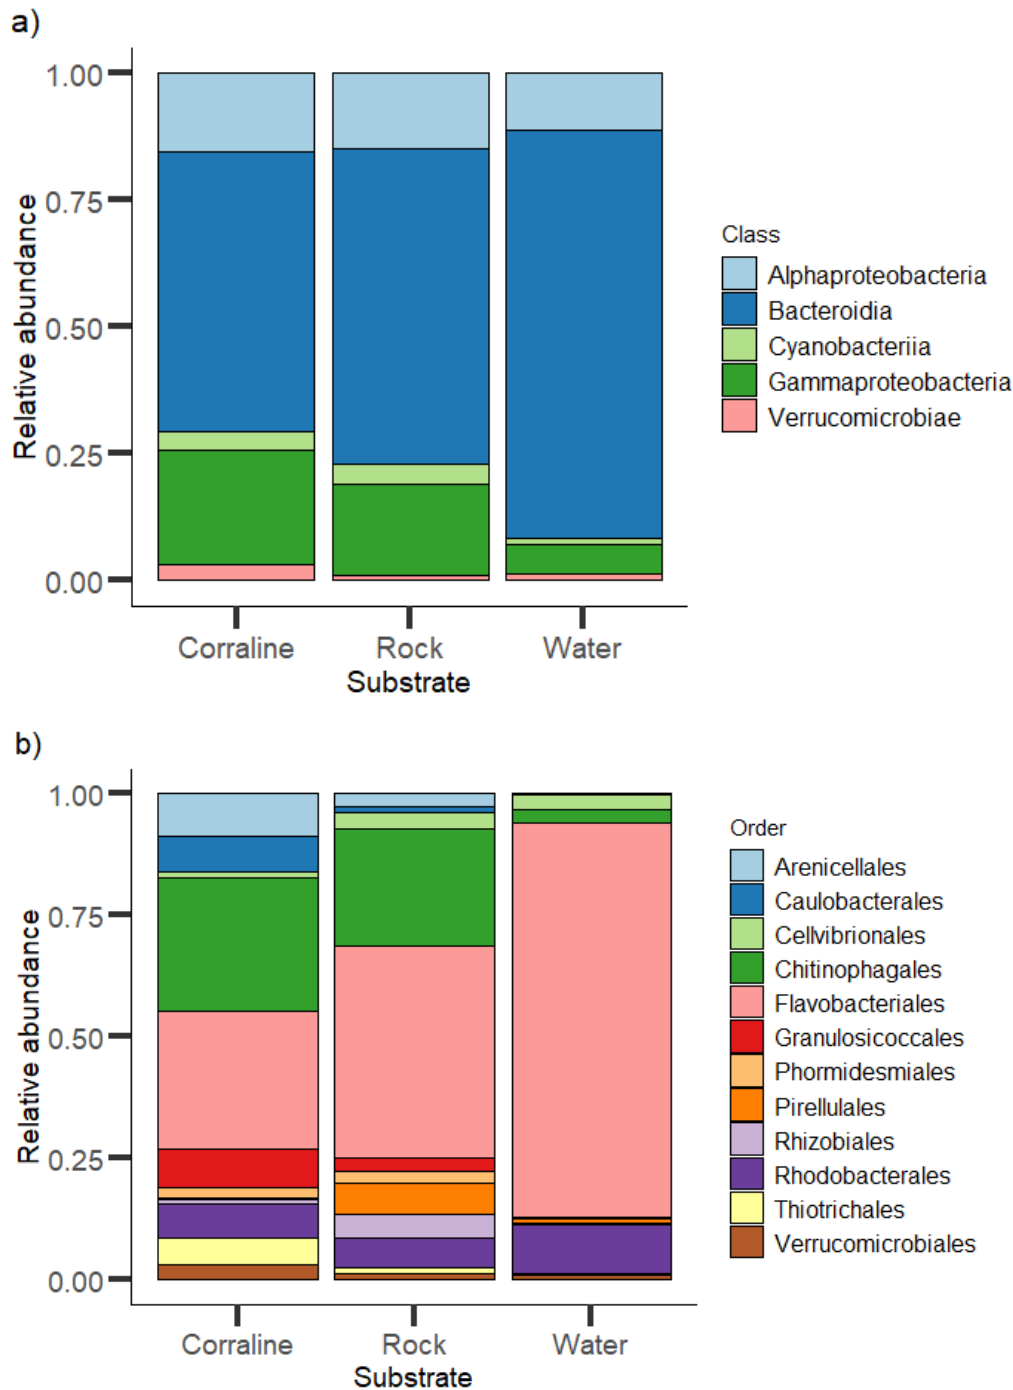 a)
1.00
0.75
0.50
0.25
0.00
Relative abundance
Corraline Rock Water
Substrate
Class
Alphaproteobacteria
Bacteroidia
Cyanobacteriia
Gammaproteobacteria
Verrucomicrobiae
b)
1.00
0.75
0.50
0.25
0.00
Relative abundance
Corraline Rock Water
Substrate
Order
Arenicellales
Caulobacterales
Cellvibrionales
Chitinophagales
Flavobacteriales
Granulosicoccales
Phormidesmiales
Pirellulales
Rhizobiales
Rhodobacterales
Thiotrichales
Verrucomicrobiales